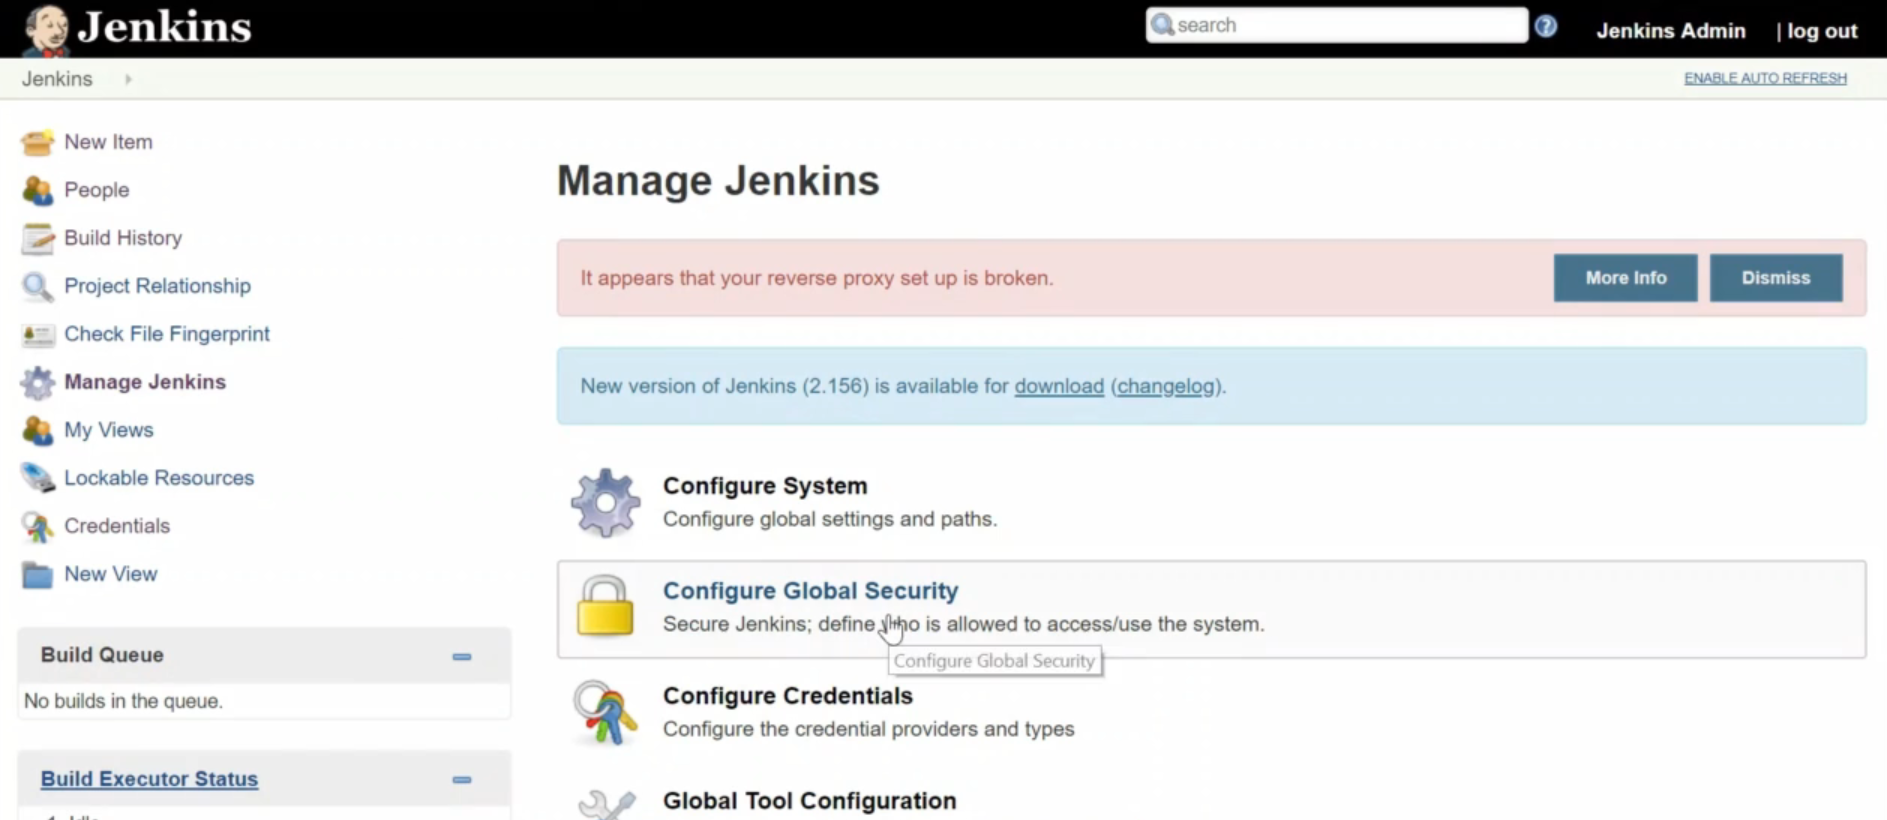 Jenkins
search
Jenkins Admin | log out
Jenkins
ENABLE AUTO REFRESH
New Item
People
Build History
Project Relationship
Check File Fingerprint
Manage Jenkins
My Views
Lockable Resources
Credentials
New View
Build Queue
No builds in the queue.
Build Executor Status
Manage Jenkins
It appears that your reverse proxy set up is broken.
More Info
Dismiss
New version of Jenkins (2.156) is available for download (changelog).
Configure System
Configure global settings and paths.
Configure Global Security
Secure Jenkins; define who is allowed to access/use the system.
Configure Global Security
Configure Credentials
Configure the credential providers and types
Global Tool Configuration